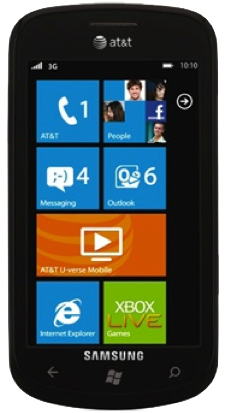 at&t
3G 10:10
1
AT&T People
4 6
Messaging Outlook
AT&T U-verse Mobile
XBOX
LIVE
Internet Explorer Games
SAMSUNG